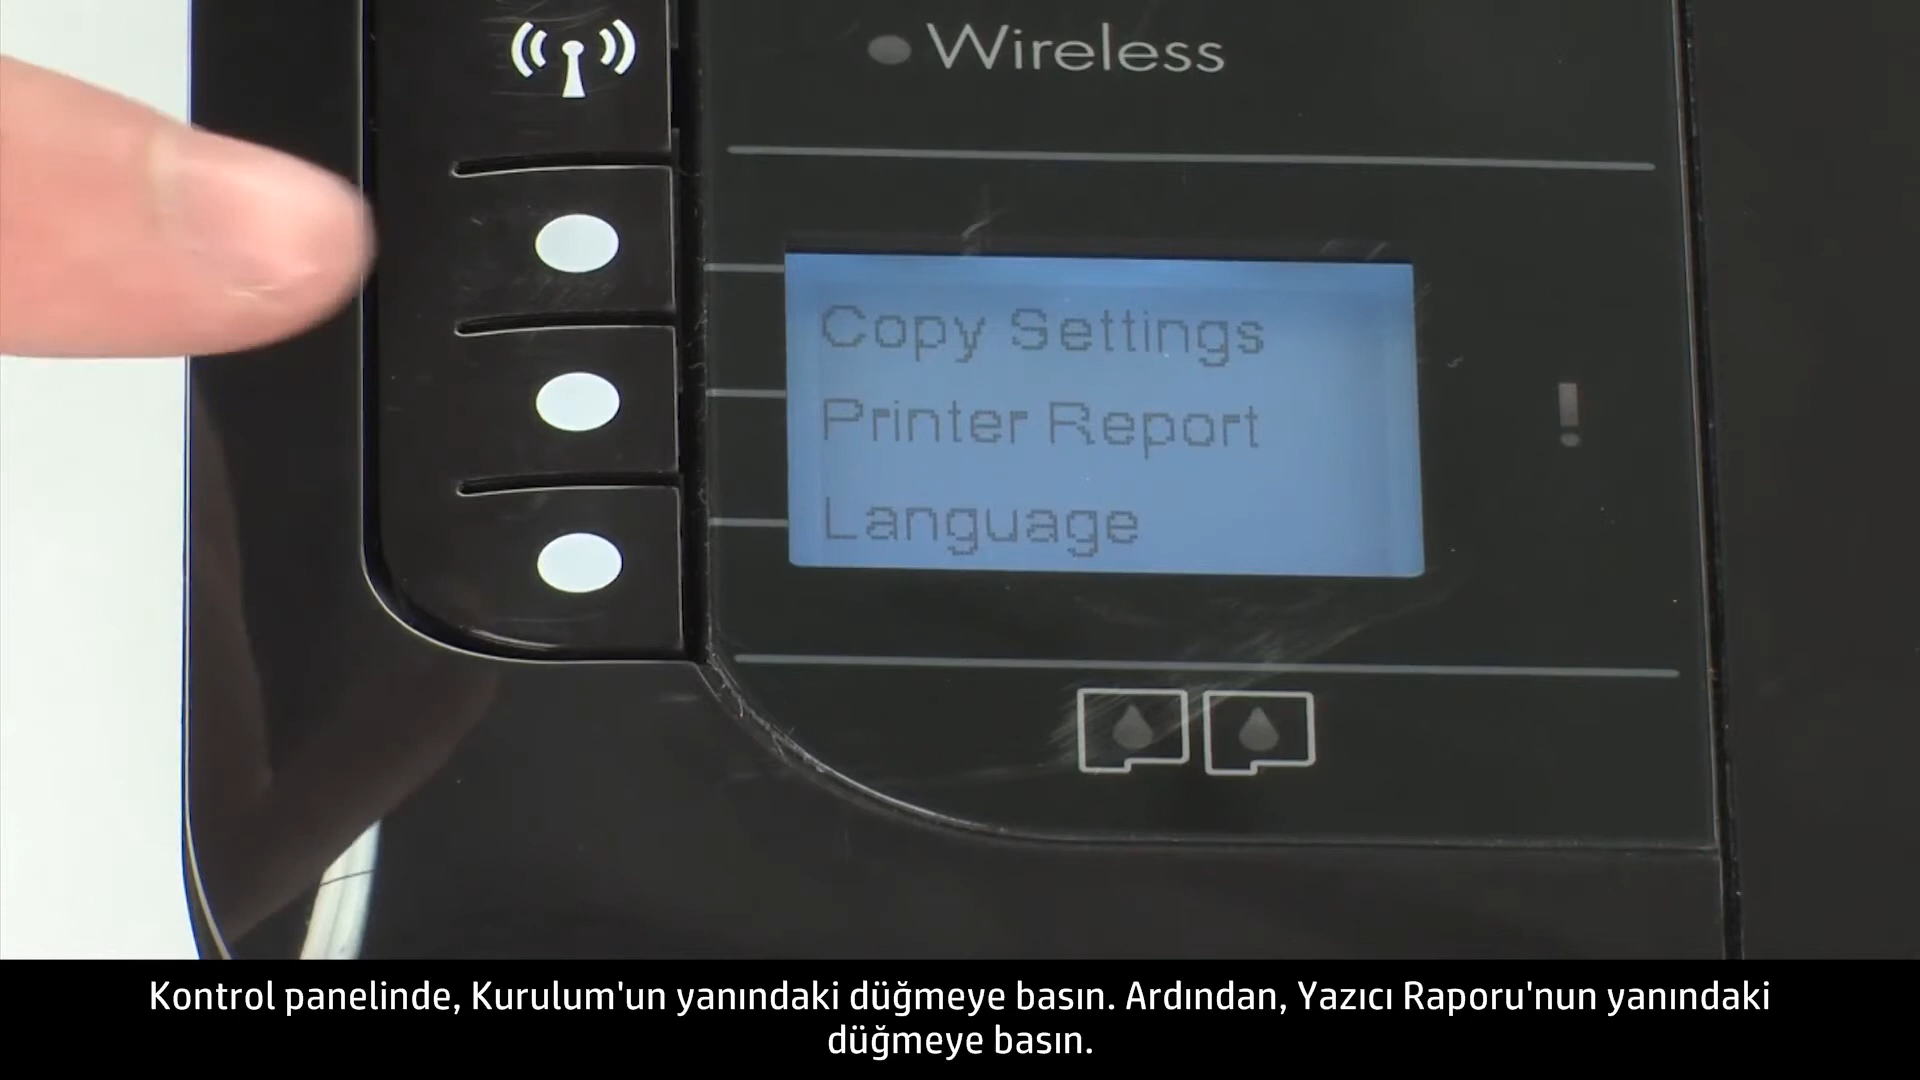 Wireless
Copy Settings
Printer Report
Language
Kontrol panelinde, Kurulum'un yanındaki düğmeye basın. Ardından, Yazıcı Raporu'nun yanındaki
düğmeye basın.